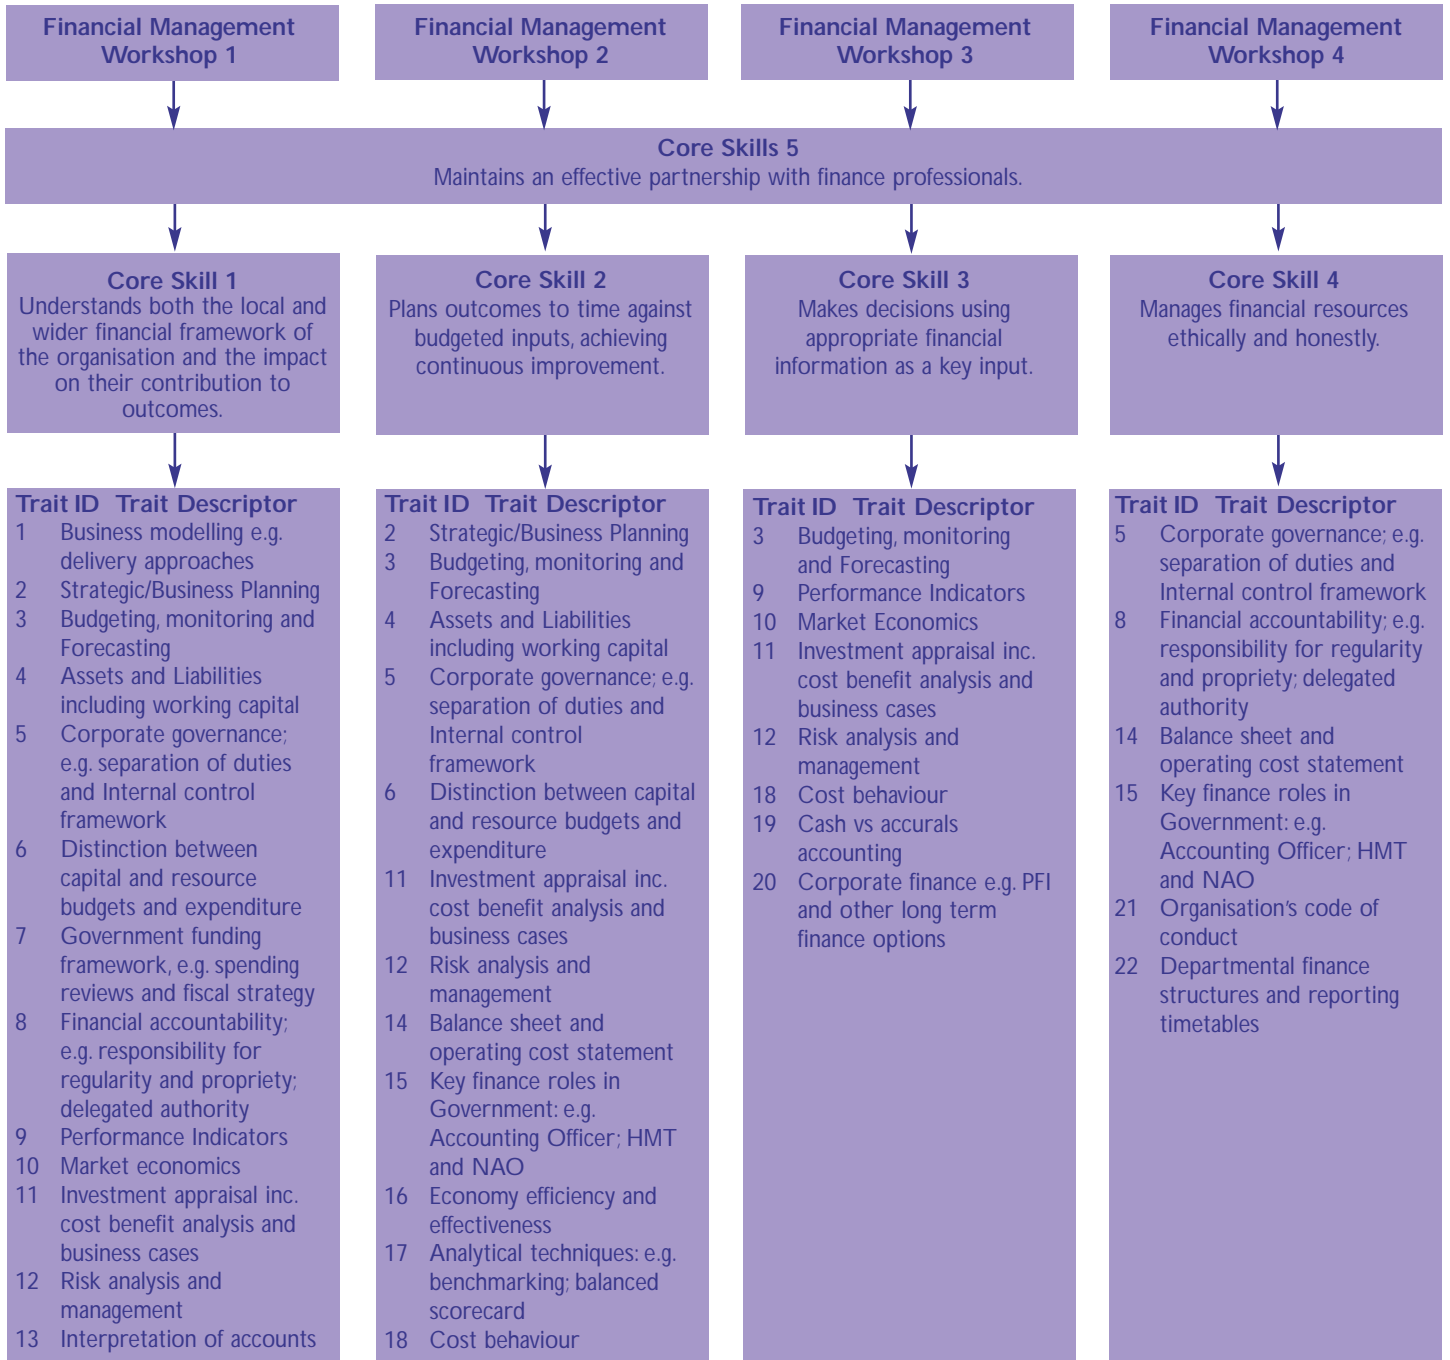 Financial Management
Workshop 1
Financial Management
Workshop 2
Financial Management
Workshop 3
Financial Management
Workshop 4
Core Skills 5
Maintains an effective partnership with finance professionals.
Core Skill 1
Understands both the local and
wider financial framework of
the organisation and the impact
on their contribution to
outcomes.
Core Skill 2
Plans outcomes to time against
budgeted inputs, achieving
continuous improvement.
Core Skill 3
Makes decisions using
appropriate financial
information as a key input.
Core Skill 4
Manages financial resources
ethically and honestly.
Trait ID Trait Descriptor
1 Business modelling e.g.
delivery approaches
2 Strategic/Business Planning
3 Budgeting, monitoring and
Forecasting
4 Assets and Liabilities
including working capital
5 Corporate governance;
e.g. separation of duties
and Internal control
framework
6 Distinction between
capital and resource
budgets and expenditure
7 Government funding
framework, e.g. spending
reviews and fiscal strategy
8 Financial accountability;
e.g. responsibility for
regularity and propriety;
delegated authority
9 Performance Indicators
10 Market economics
11 Investment appraisal inc.
cost benefit analysis and
business cases
12 Risk analysis and
management
13 Interpretation of accounts
Trait ID Trait Descriptor
2 Strategic/Business Planning
3 Budgeting, monitoring and
Forecasting
4 Assets and Liabilities
including working capital
5 Corporate governance; e.g.
separation of duties and
Internal control
framework
6 Distinction between capital
and resource budgets and
expenditure
11 Investment appraisal inc.
cost benefit analysis and
business cases
12 Risk analysis and
management
14 Balance sheet and
operating cost statement
15 Key finance roles in
Government: e.g.
Accounting Officer; HMT
and NAO
16 Economy efficiency and
effectiveness
17 Analytical techniques: e.g.
benchmarking; balanced
scorecard
18 Cost behaviour
Trait ID Trait Descriptor
3 Budgeting, monitoring
and Forecasting
9 Performance Indicators
10 Market Economics
11 Investment appraisal inc.
cost benefit analysis and
business cases
12 Risk analysis and
management
18 Cost behaviour
19 Cash vs accurals
accounting
20 Corporate finance e.g. PFI
and other long term
finance options
Trait ID Trait Descriptor
5 Corporate governance; e.g.
separation of duties and
Internal control framework
8 Financial accountability; e.g.
responsibility for regularity
and propriety; delegated
authority
14 Balance sheet and
operating cost statement
15 Key finance roles in
Government: e.g.
Accounting Officer; HMT
and NAO
21 Organisation's code of
conduct
22 Departmental finance
structures and reporting
timetables